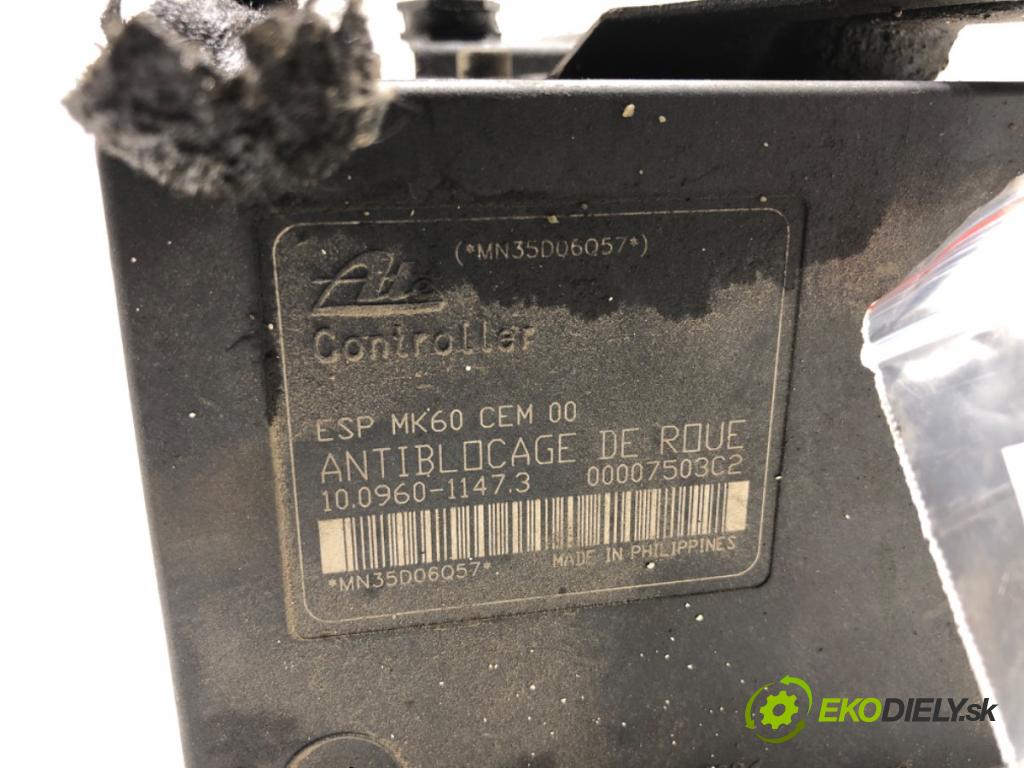 (*MN35D06Q57*)
Ate
Controller
ESP MK60 CEM 00
ANTIBLOCAGE DE ROUE
10.0960-1147.3 00007503C2
*MN35D06Q57* MADE IN PHILIPPINES
EKODIELY.sk